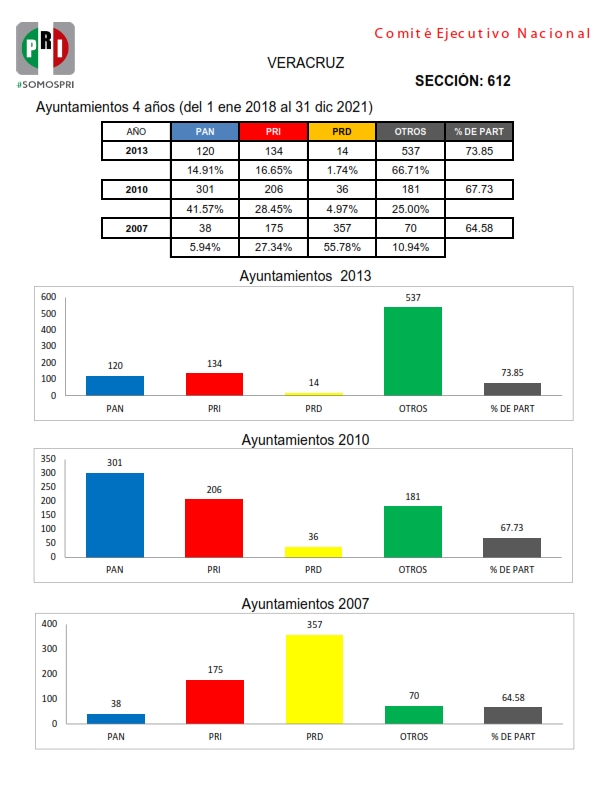 Comité Ejecutivo Nacional
PRI
#SOMOSPRI
VERACRUZ
SECCIÓN: 612
Ayuntamientos 4 años (del 1 ene 2018 al 31 dic 2021)
AÑO PAN PRI PRD OTROS % DE PART
2013 120 134 14 537 73.85
14.91% 16.65% 1.74% 66.71%
2010 301 206 36 181 67.73
41.57% 28.45% 4.97% 25.00%
2007 38 175 357 70 64.58
5.94% 27.34% 55.78% 10.94%
Ayuntamientos 2013
600
500
400
300
200
100
0
120 134 14 537 73.85
PAN PRI PRD OTROS % DE PART
Ayuntamientos 2010
350
300
250
200
150
100
50
0
301 206 36 181 67.73
PAN PRI PRD OTROS % DE PART
Ayuntamientos 2007
400
300
200
100
0
38 175 357 70 64.58
PAN PRI PRD OTROS % DE PART